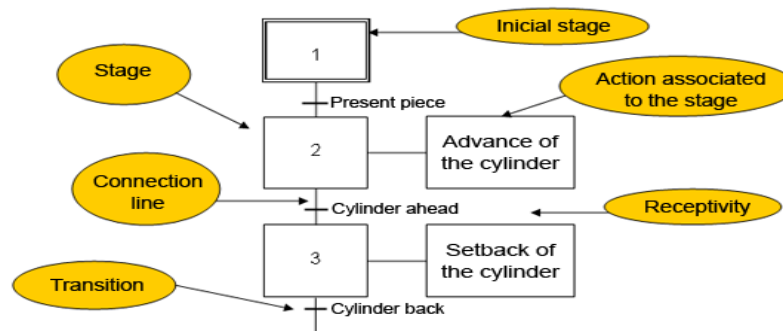 Inicial stage
1
Stage
Action associated
to the stage
Present piece
2
Advance of
the cylinder
Connection
line
Cylinder ahead
Receptivity
3
Setback of
the cylinder
Transition
Cylinder back